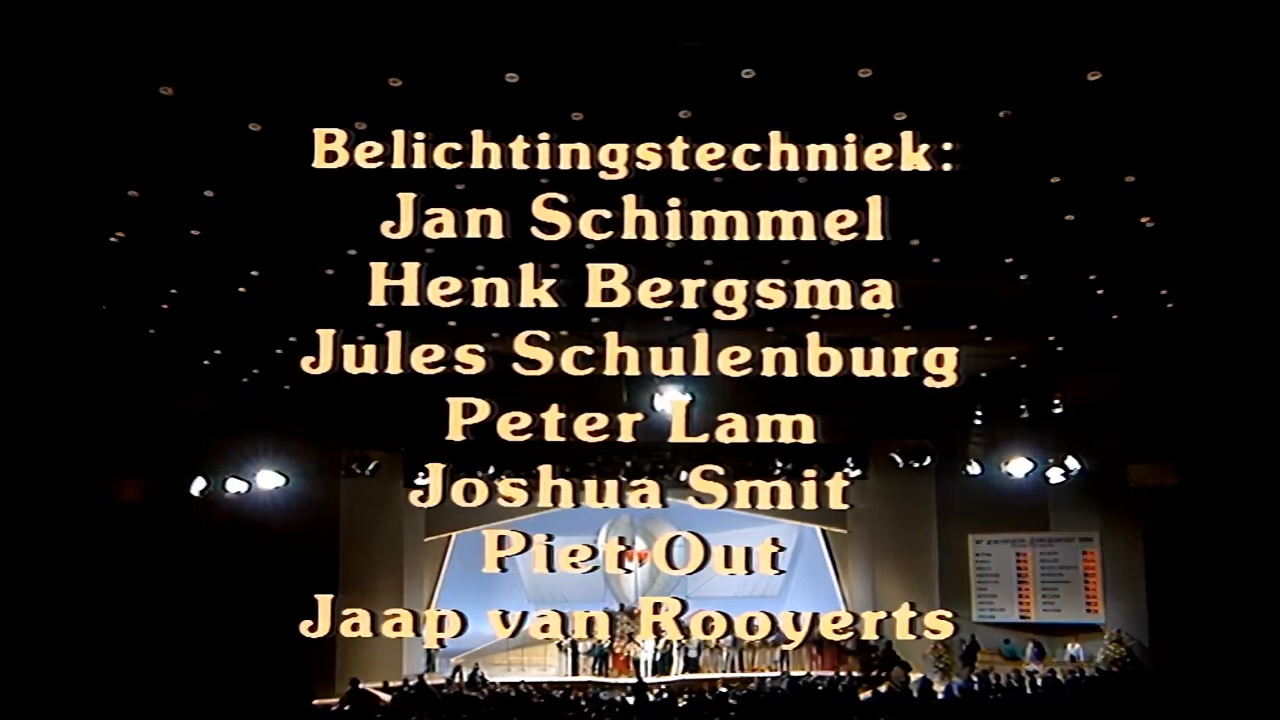 Belichtingstechniek:
Jan Schimmel
Henk Bergsma
Jules Schulenburg
Peter Lam
Joshua Smit
Piet Out
Jaap van Rooyerts